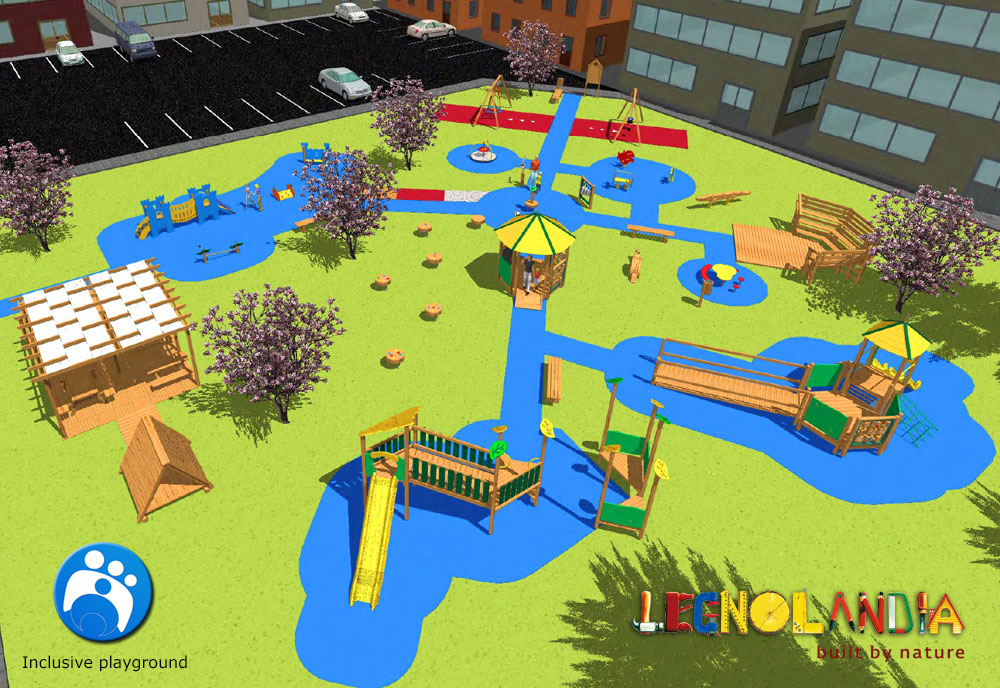 Inclusive playground
LEGNOLANDIA
built by nature